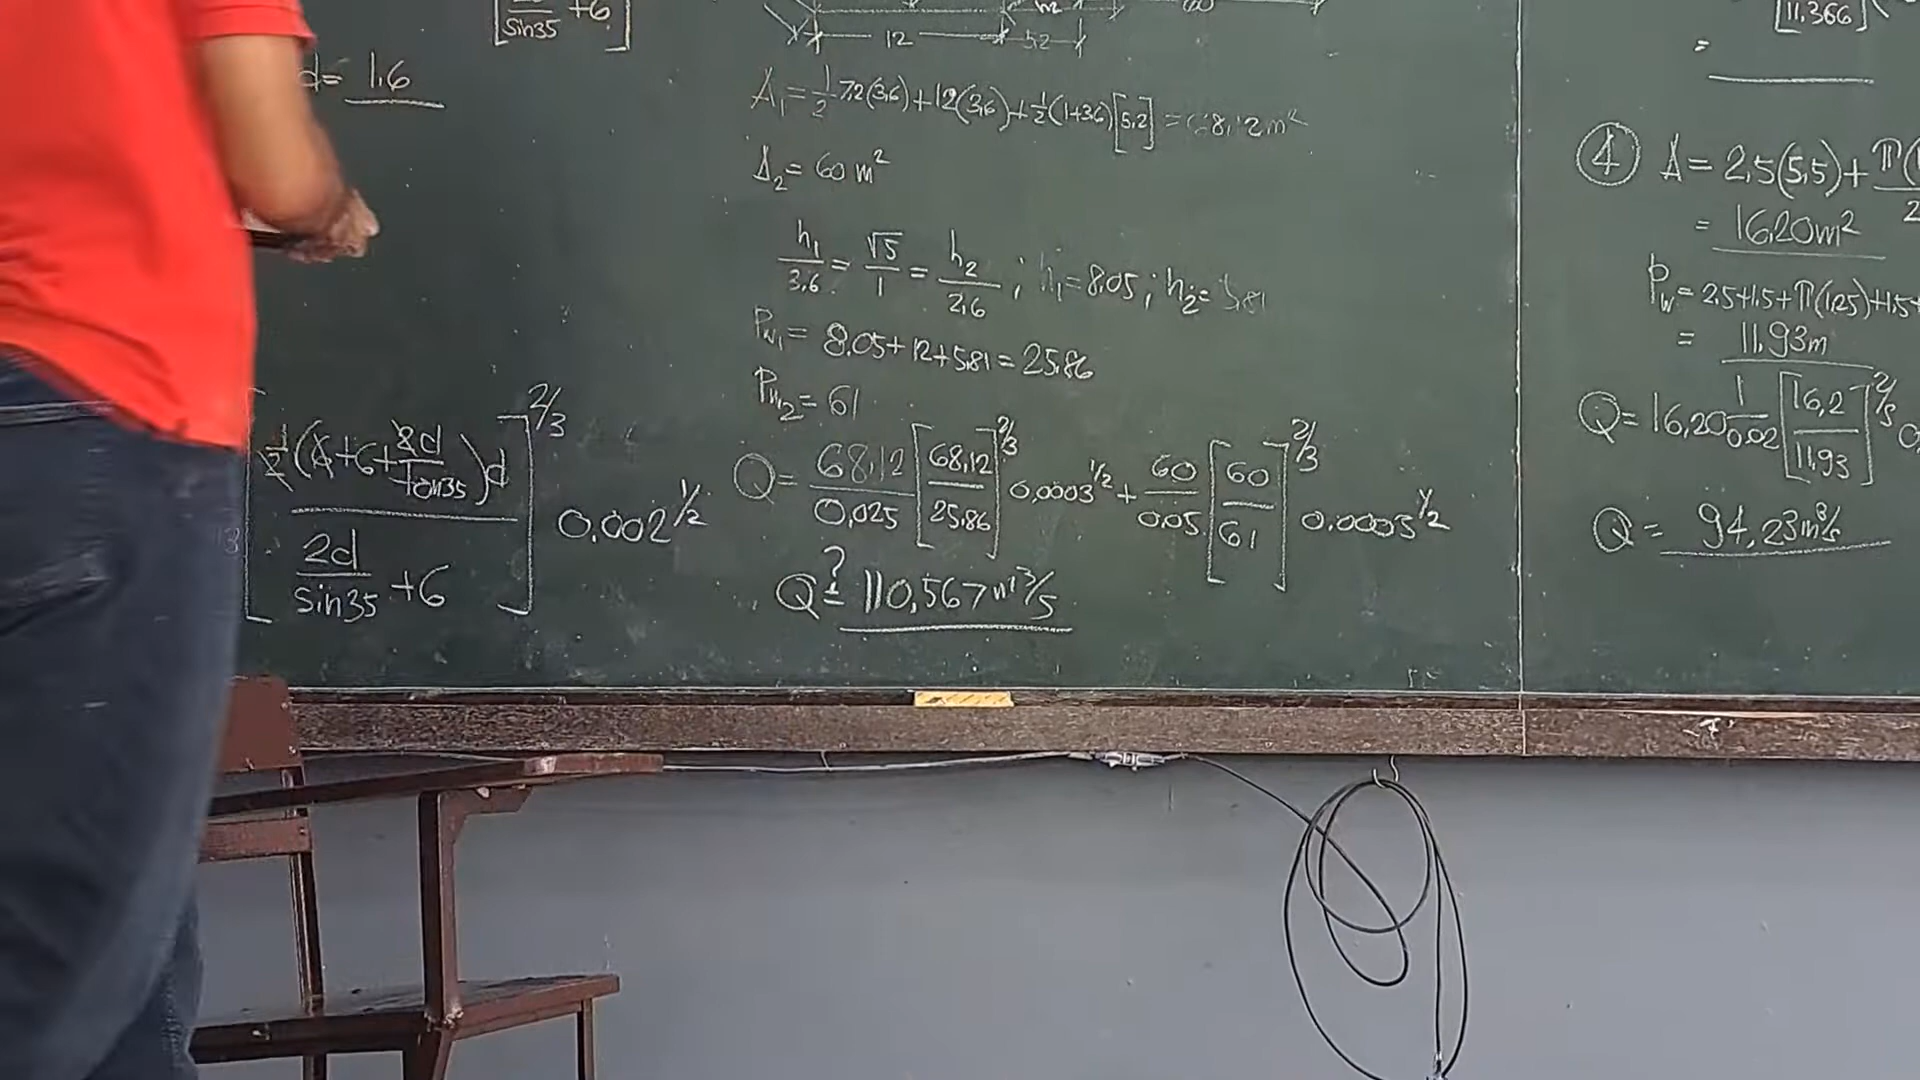 sin35 +6
d= 1.6
2/3
(4+6+2d/tan35)d
2d/sin35 +6
0.002^1/2
12 5.2
A₁= 1/2 7.2(3.6)+12(3.6)+1/2(1+3.6)[5.2] = 68.12m²
A₂= 60 m²
h₁/3.6 = √5/1 = h₂/2.6 ; h₁=8.05 ; h₂= 5.81
Pw₁= 8.05+12+5.81=25.86
Pw₂= 61
Q= 68.12/0.025 [68.12/25.86]^2/3 0.0003^1/2 + 60/0.05 [60/61]^2/3 0.0003^1/2
Q ?= 110.567 m³/s
[11.366]
=
④ A= 2.5(5.5)+π(
= 16.20m²
Pw= 2.5+1.5+π(1.25)+1.5+
= 11.93m
Q= 16.20 1/0.02 [16.2/11.93]^2/3 0.
Q= 94.23m³/s